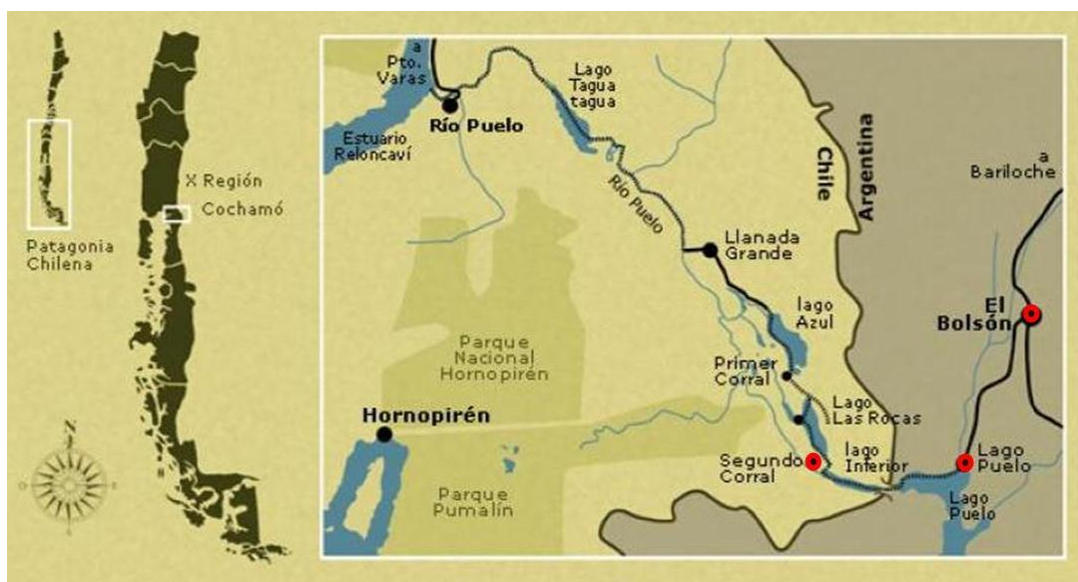 X Región
Cochamó
Patagonia
Chilena
N
a
Pto.
Varas
Río Puelo
Estuario
Reloncaví
Lago
Tagua
tagua
Río Puelo
Chile
Argentina
a
Bariloche
Llanada
Grande
lago
Azul
El
Bolsón
Parque
Nacional
Hornopirén
Primer
Corral
Hornopirén
Lago
Las Rocas
Segundo
Corral
lago
Inferior
Lago
Puelo
Parque
Pumalín
Lago
Puelo